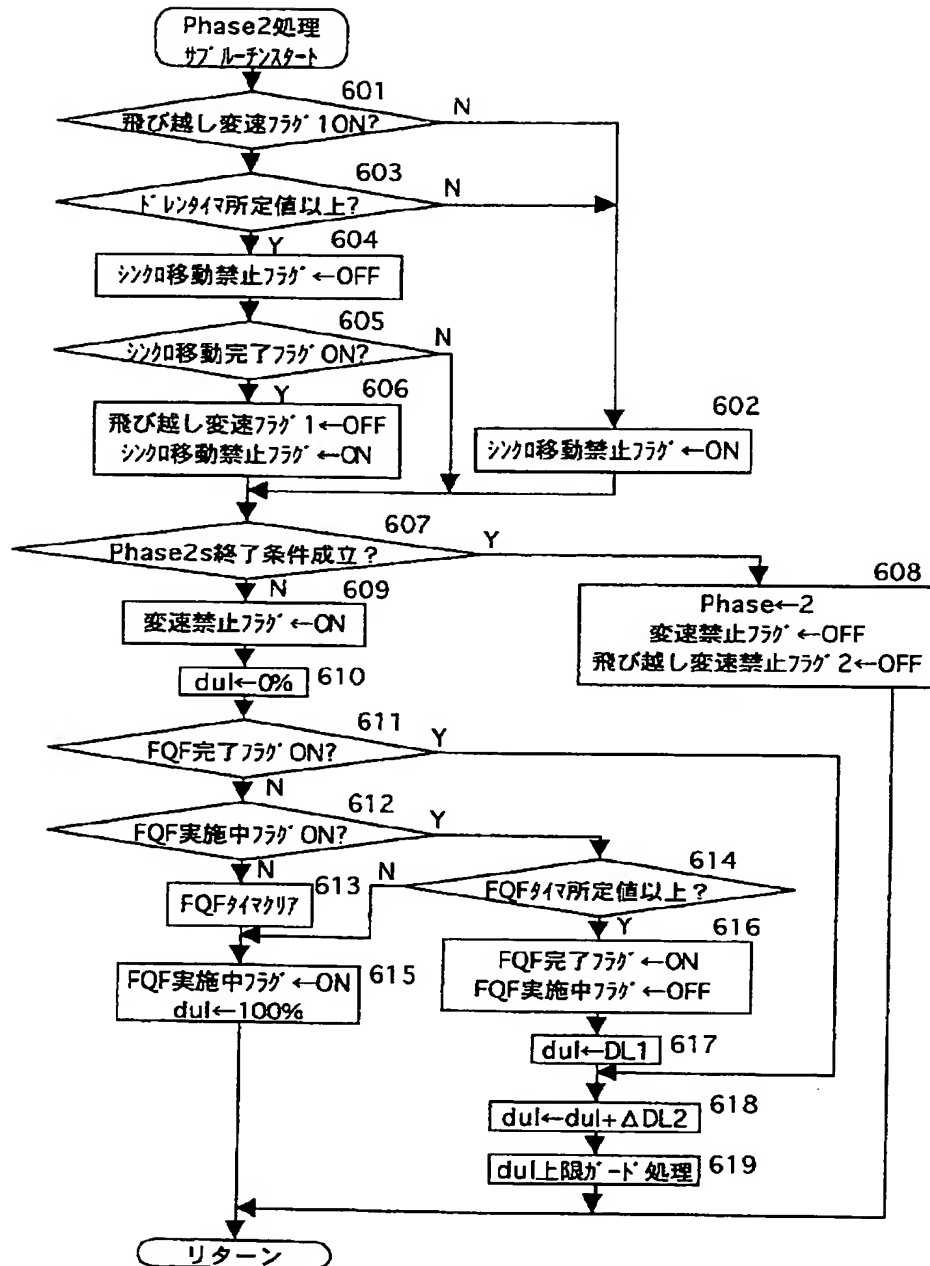 Phase2処理
サブルーチンスタート
601
飛び越し変速フラグ1ON?
N
603
ドレンタイマ所定値以上?
N
Y
604
シンクロ移動禁止フラグ←OFF
605
シンクロ移動完了フラグON?
N
Y
606
飛び越し変速フラグ1←OFF
シンクロ移動禁止フラグ←ON
602
シンクロ移動禁止フラグ←ON
607
Phase2s終了条件成立?
Y
N
608
Phase←2
変速禁止フラグ←OFF
飛び越し変速禁止フラグ2←OFF
609
変速禁止フラグ←ON
dul←0%
610
611
FQF完了フラグON?
Y
N
612
FQF実施中フラグON?
Y
N
613
FQFタイマクリア
614
N
FQFタイマ所定値以上?
Y
615
FQF実施中フラグ←ON
dul←100%
616
FQF完了フラグ←ON
FQF実施中フラグ←OFF
dul←DL1
617
dul←dul+ΔDL2
618
dul上限ガード処理
619
リターン